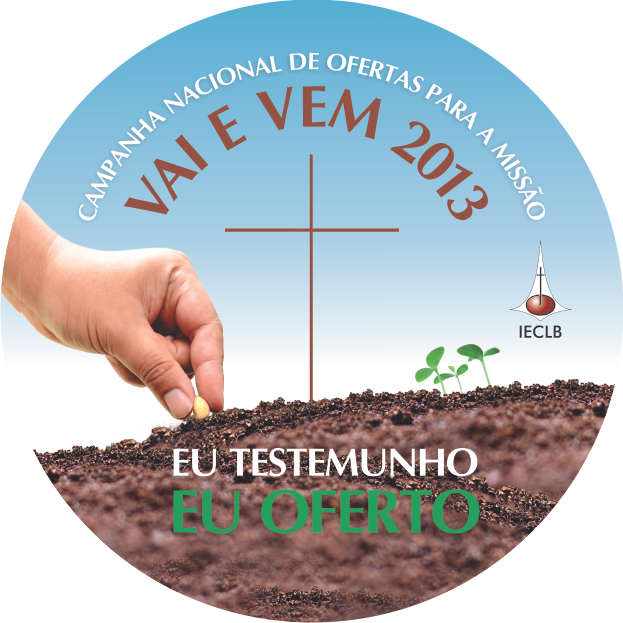 CAMPANHA NACIONAL DE OFERTAS PARA A MISSÃO
VAI E VEM 2013
IECLB
EU TESTEMUNHO
EU OFERTO